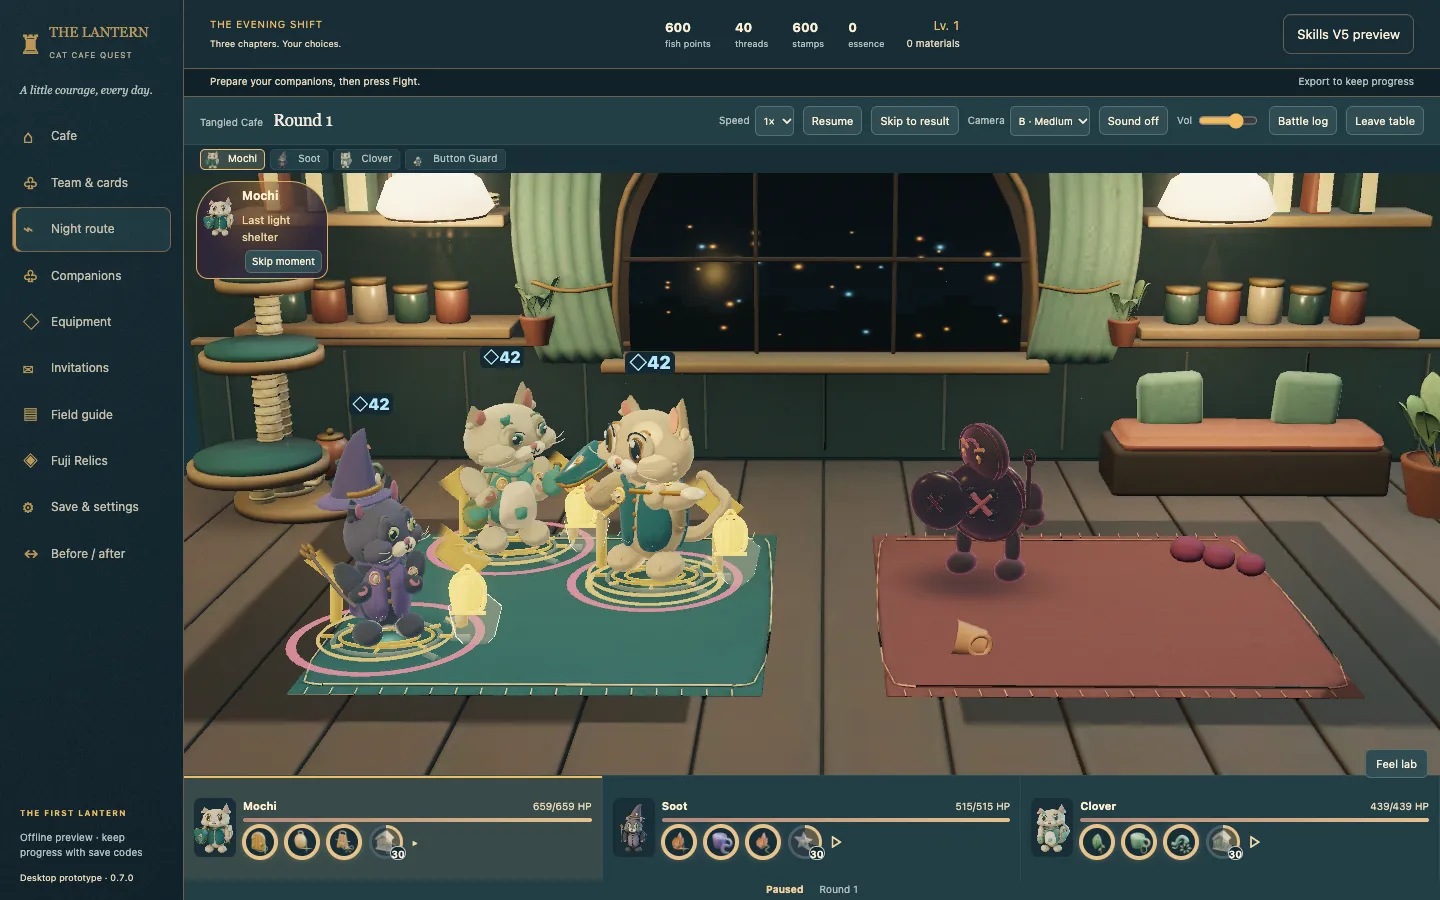 THE LANTERN
CAT CAFE QUEST
A little courage, every day.
Cafe
Team & cards
Night route
Companions
Equipment
Invitations
Field guide
Fuji Relics
Save & settings
Before / after
THE FIRST LANTERN
Offline preview · keep
progress with save codes
Desktop prototype · 0.7.0
THE EVENING SHIFT
Three chapters. Your choices.
600 40 600 0 Lv. 1
fish points threads stamps essence 0 materials
Skills V5 preview
Prepare your companions, then press Fight. Export to keep progress
Tangled Cafe Round 1 Speed 1x Resume Skip to result Camera B · Medium Sound off Vol Battle log Leave table
Mochi Soot Clover Button Guard
Mochi
Last light
shelter
Skip moment
42
42
42
Feel lab
Mochi 659/659 HP
30
Soot 515/515 HP
30
Clover 439/439 HP
30
Paused Round 1